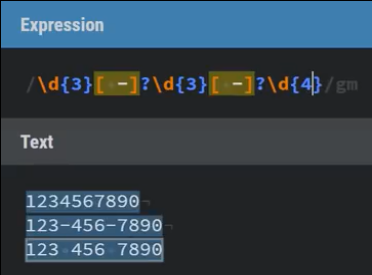 Expression
/\d{3}[ -]?\d{3}[ -]?\d{4}/gm
Text
1234567890
123-456-7890
123 456 7890